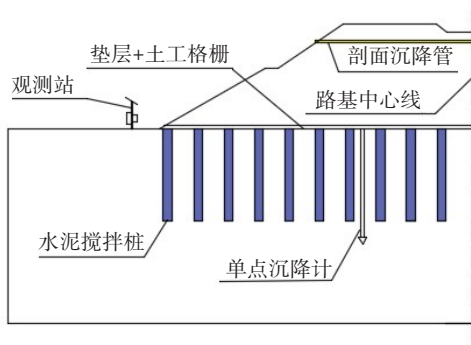 垫层+土工格栅
剖面沉降管
观测站
路基中心线
水泥搅拌桩
单点沉降计